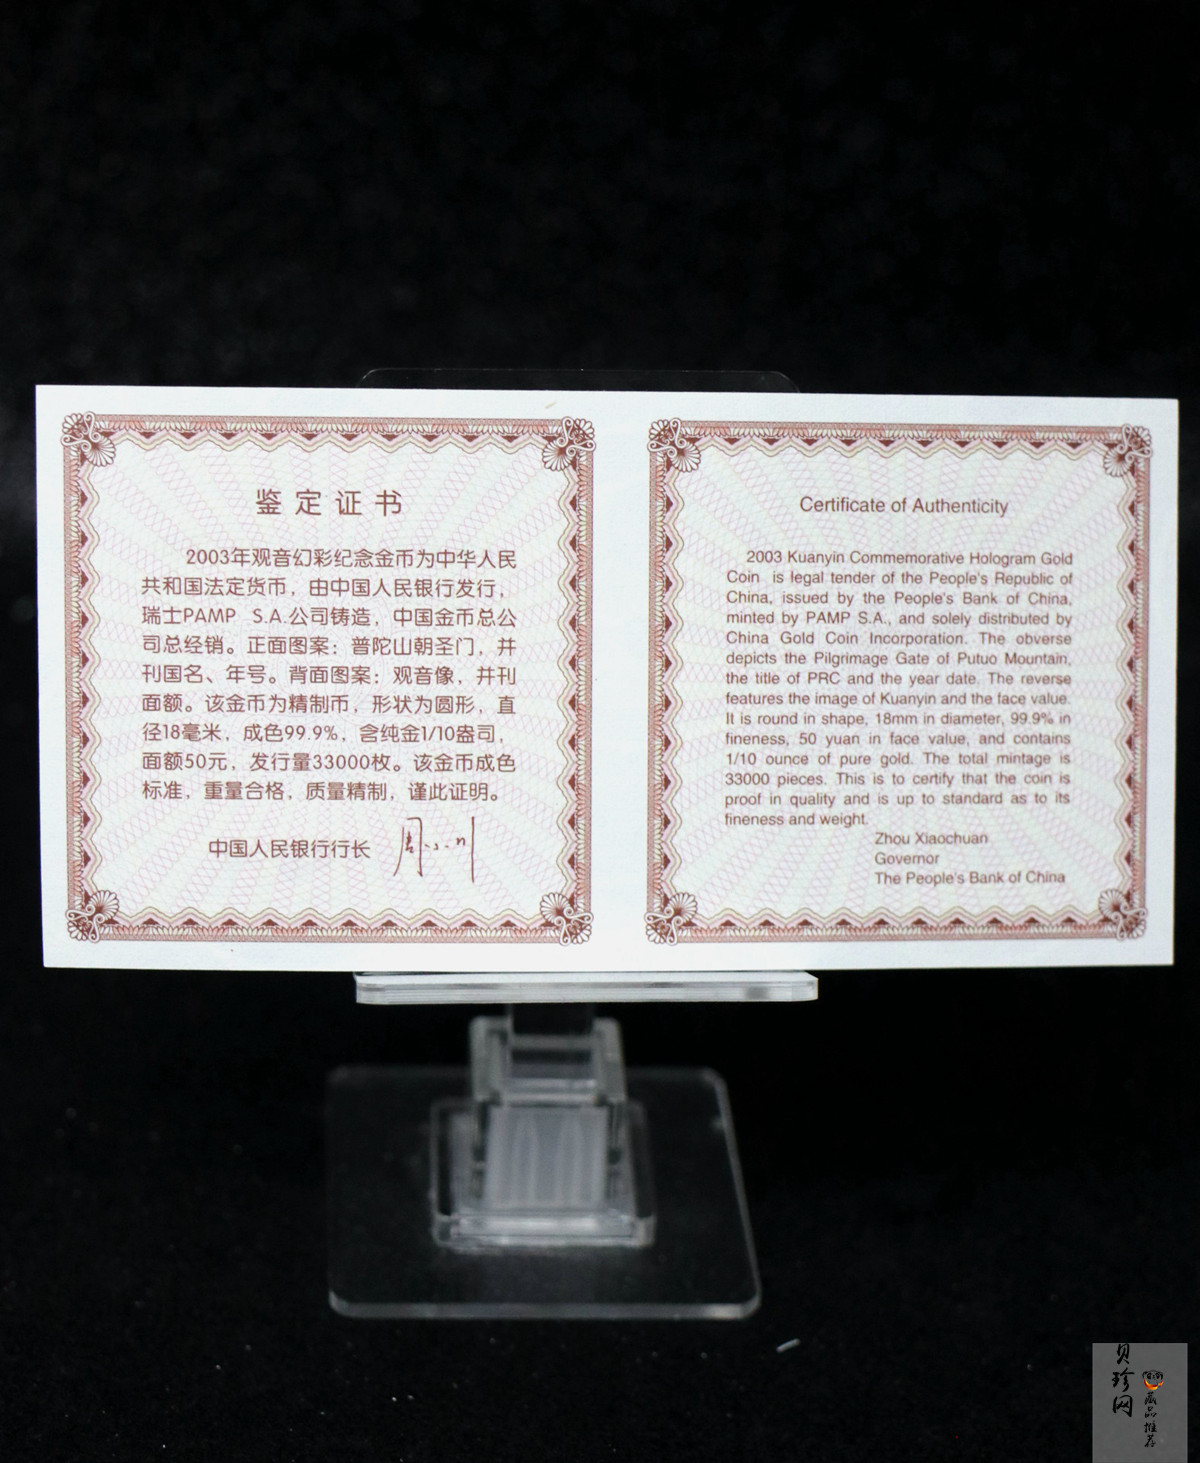 鉴定证书
2003年观音幻彩纪念金币为中华人民
共和国法定货币，由中国人民银行发行，
瑞士PAMP S.A.公司铸造，中国金币总公
司总经销。正面图案：普陀山朝圣门，并
刊国名、年号。背面图案：观音像，并刊
面额。该金币为精制币，形状为圆形，直
径18毫米，成色99.9%，含纯金1/10盎司，
面额50元，发行量33000枚。该金币成色
标准，重量合格，质量精制，谨此证明。
中国人民银行行长 周小川
Certificate of Authenticity
2003 Kuanyin Commemorative Hologram Gold
Coin is legal tender of the People's Republic of
China, issued by the People's Bank of China,
minted by PAMP S.A., and solely distributed by
China Gold Coin Incorporation. The obverse
depicts the Pilgrimage Gate of Putuo Mountain,
the title of PRC and the year date. The reverse
features the image of Kuanyin and the face value.
It is round in shape, 18mm in diameter, 99.9% in
fineness, 50 yuan in face value, and contains
1/10 ounce of pure gold. The total mintage is
33000 pieces. This is to certify that the coin is
proof in quality and is up to standard as to its
fineness and weight.
Zhou Xiaochuan
Governor
The People's Bank of China
贝珍网
藏品推荐